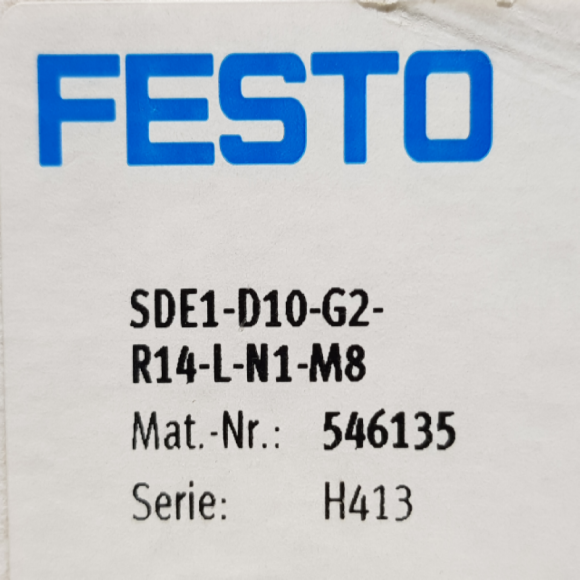 FESTO
SDE1-D10-G2-
R14-L-N1-M8
Mat.-Nr.: 546135
Serie: H413